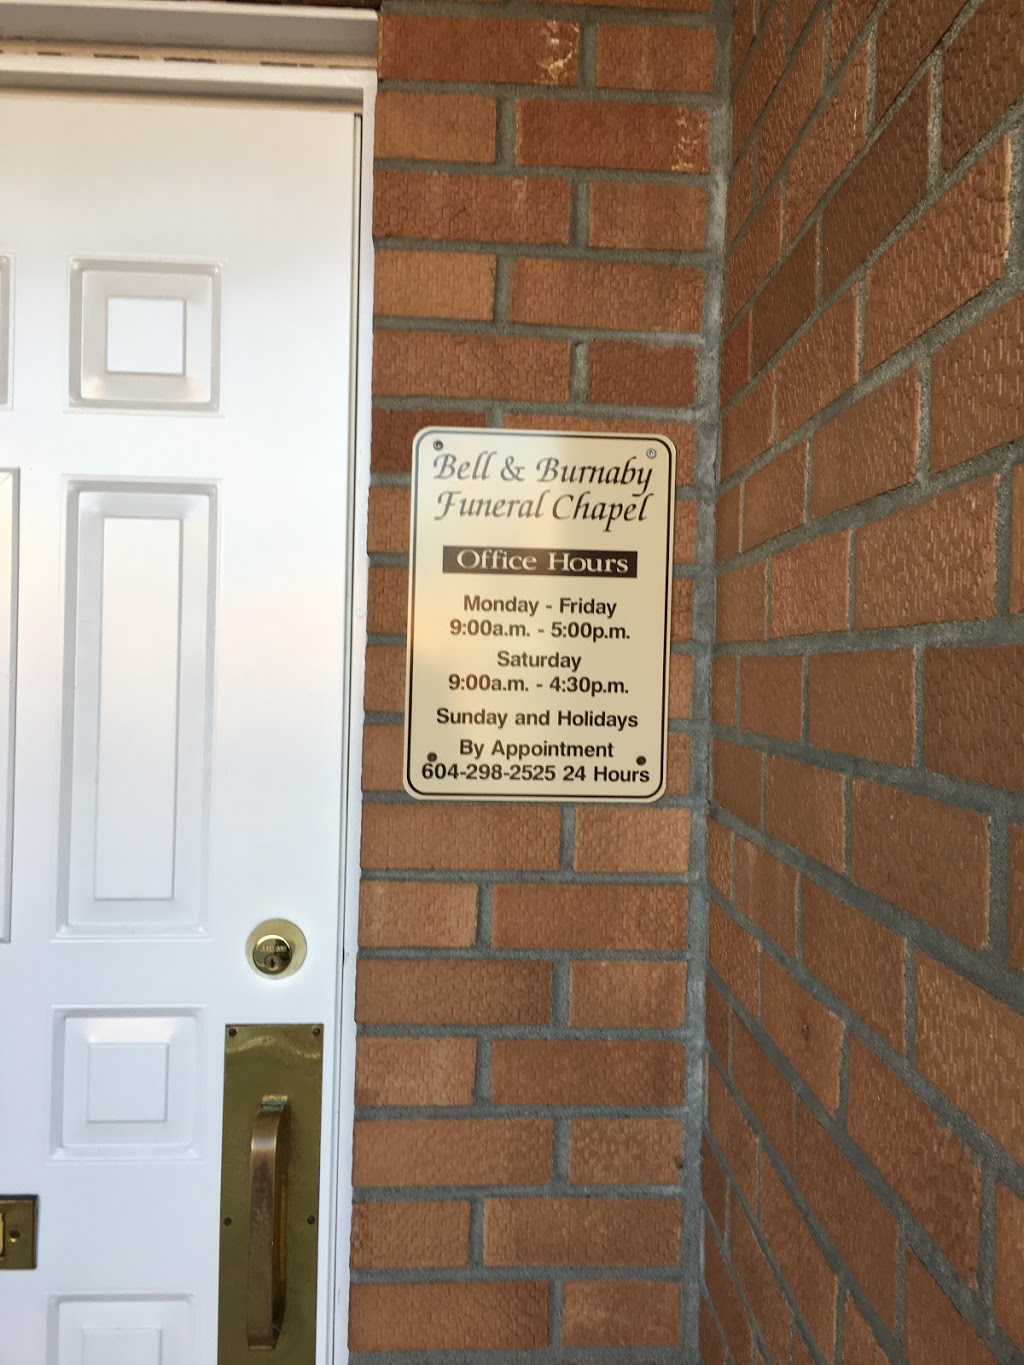 Bell & Burnaby
Funeral Chapel
Office Hours
Monday - Friday
9:00a.m. - 5:00p.m.
Saturday
9:00a.m. - 4:30p.m.
Sunday and Holidays
By Appointment
604-298-2525 24 Hours